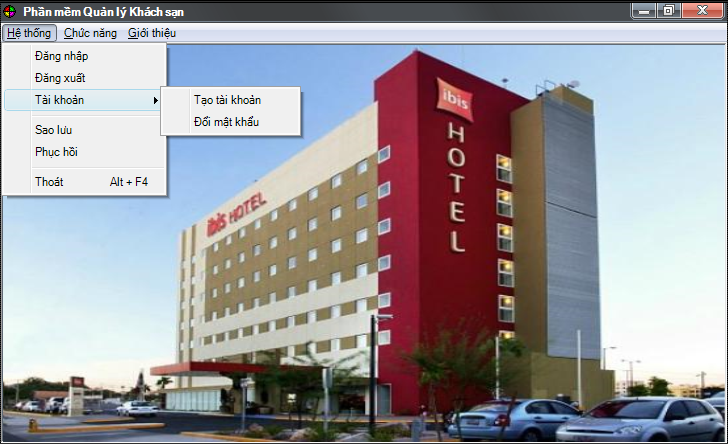 Phần mềm Quản lý Khách sạn
Hệ thống Chức năng Giới thiệu
Đăng nhập
Đăng xuất
Tài khoản
Tạo tài khoản
Đổi mật khẩu
Sao lưu
Phục hồi
Thoát Alt + F4
ibis
HOTEL
ibis HOTEL